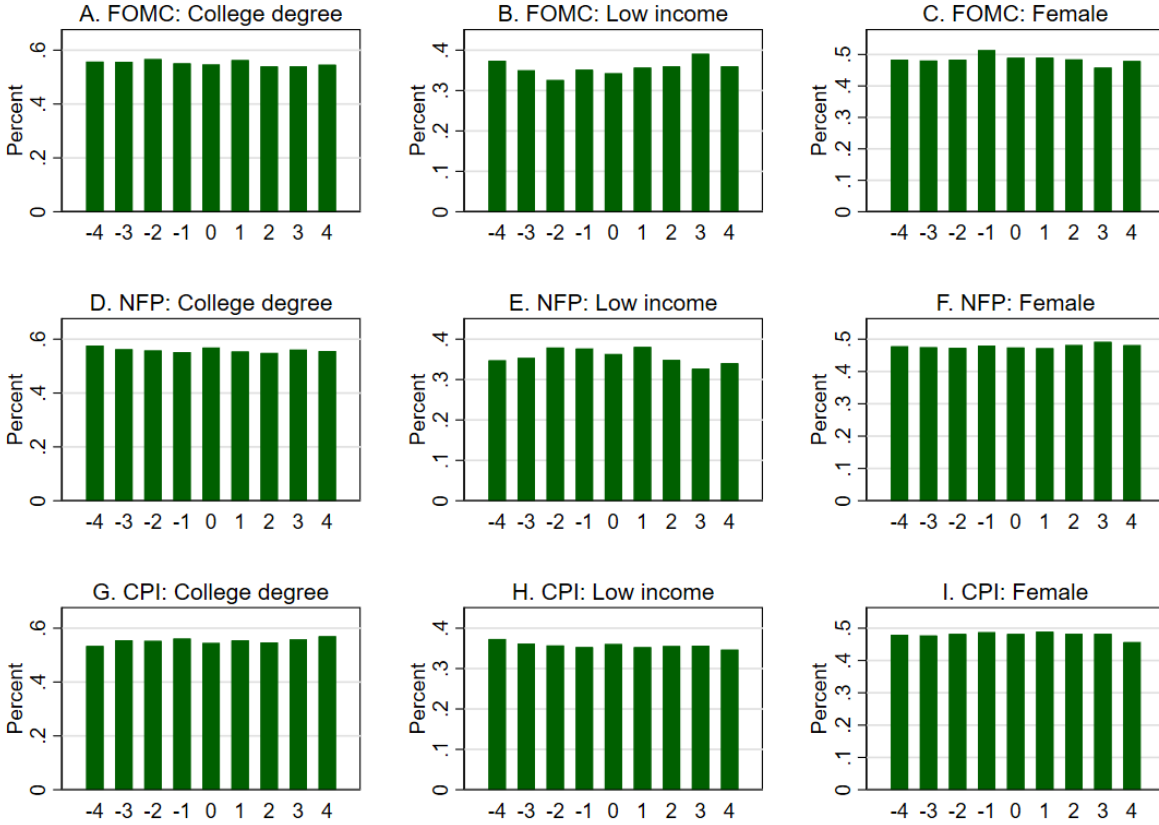 A. FOMC: College degree
Percent
0 .2 .4 .6
-4 -3 -2 -1 0 1 2 3 4
B. FOMC: Low income
Percent
0 .1 .2 .3 .4
-4 -3 -2 -1 0 1 2 3 4
C. FOMC: Female
Percent
0 .1 .2 .3 .4 .5
-4 -3 -2 -1 0 1 2 3 4
D. NFP: College degree
Percent
0 .2 .4 .6
-4 -3 -2 -1 0 1 2 3 4
E. NFP: Low income
Percent
0 .1 .2 .3 .4
-4 -3 -2 -1 0 1 2 3 4
F. NFP: Female
Percent
0 .1 .2 .3 .4 .5
-4 -3 -2 -1 0 1 2 3 4
G. CPI: College degree
Percent
0 .2 .4 .6
-4 -3 -2 -1 0 1 2 3 4
H. CPI: Low income
Percent
0 .1 .2 .3 .4
-4 -3 -2 -1 0 1 2 3 4
I. CPI: Female
Percent
0 .1 .2 .3 .4 .5
-4 -3 -2 -1 0 1 2 3 4